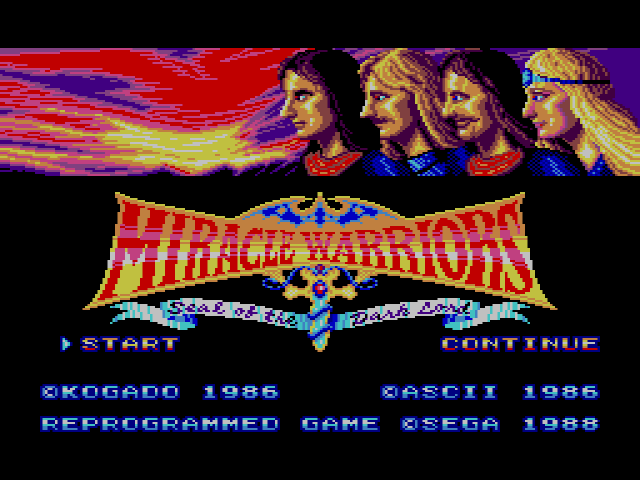 MIRACLE WARRIORS
Seal of the Dark Lord
START CONTINUE
©KOGADO 1986 ©ASCII 1986
REPROGRAMMED GAME ©SEGA 1988